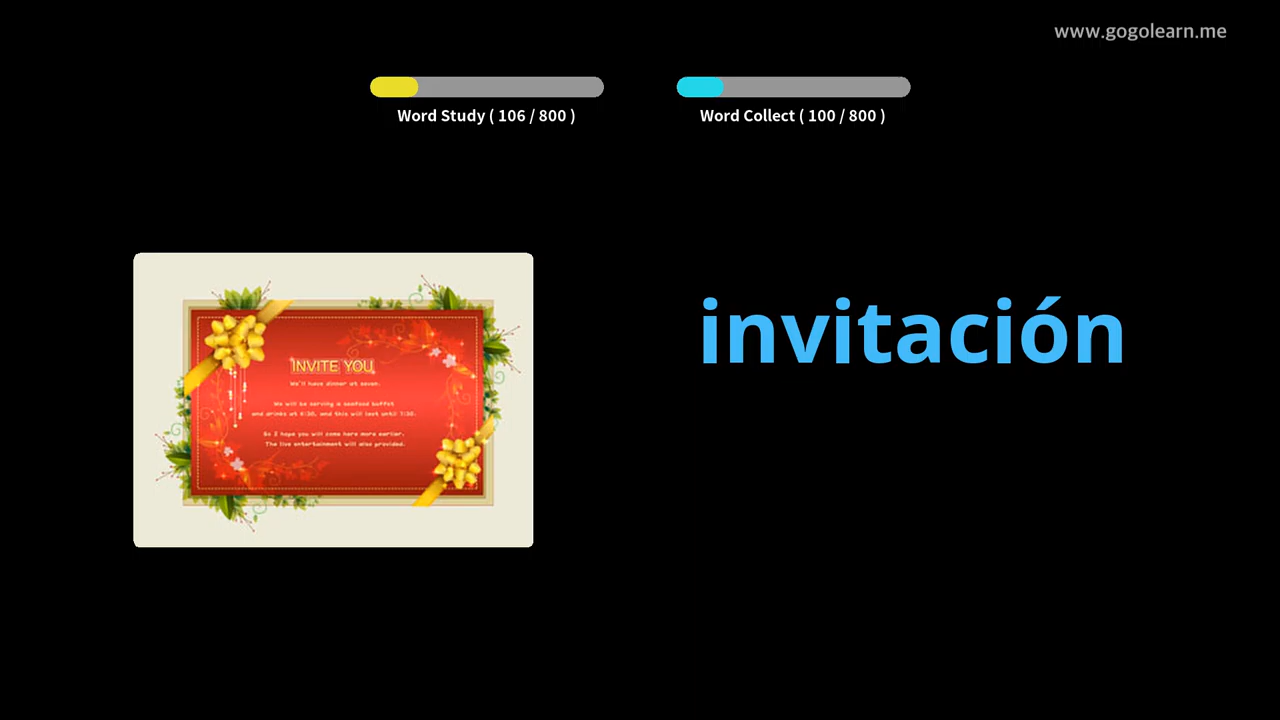 www.gogolearn.me
Word Study ( 106 / 800 )
Word Collect ( 100 / 800 )
invitación
INVITE YOU
We'll have dinner at seven.
We will be serving a seafood buffet
and drinks at 6:30, and this will last until 7:30.
So I hope you will come here more earlier.
The live entertainment will also provided.